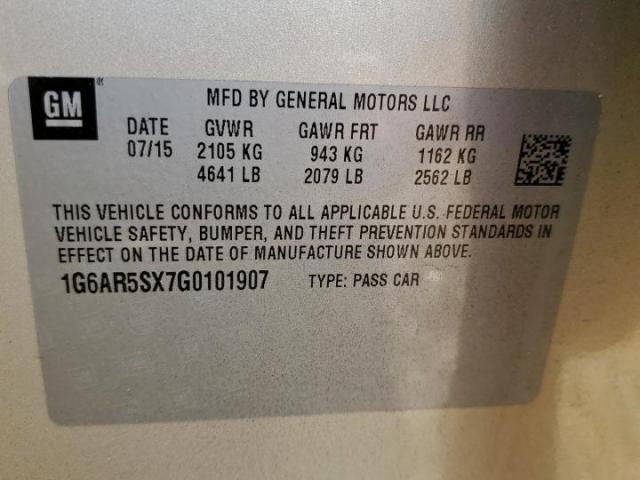 GM
MFD BY GENERAL MOTORS LLC
DATE GVWR GAWR FRT GAWR RR
07/15 2105 KG 943 KG 1162 KG
4641 LB 2079 LB 2562 LB
THIS VEHICLE CONFORMS TO ALL APPLICABLE U.S. FEDERAL MOTOR
VEHICLE SAFETY, BUMPER, AND THEFT PREVENTION STANDARDS IN
EFFECT ON THE DATE OF MANUFACTURE SHOWN ABOVE.
1G6AR5SX7G0101907 TYPE: PASS CAR